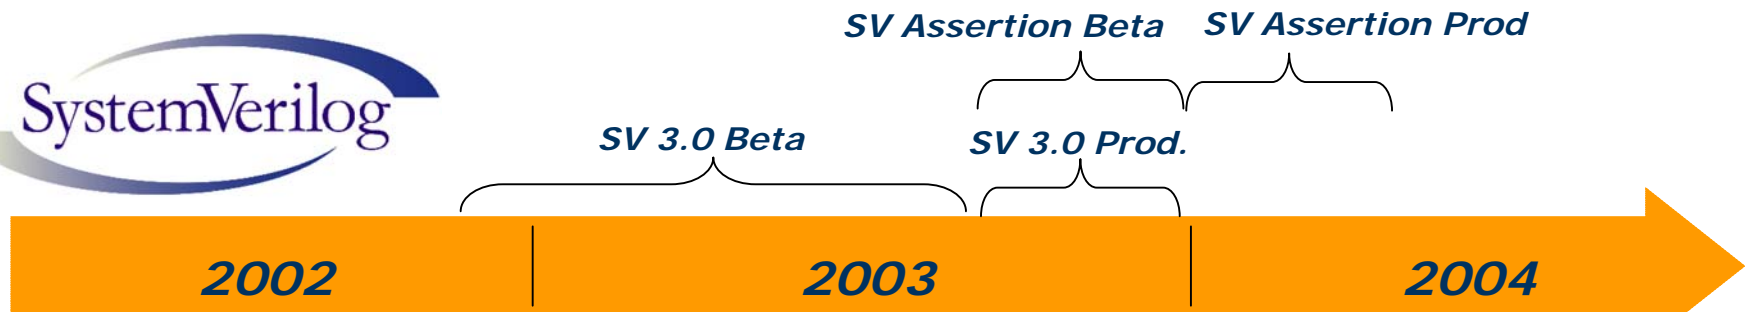 SV Assertion Beta
SV Assertion Prod
SystemVerilog
SV 3.0 Beta
SV 3.0 Prod.
2002
2003
2004